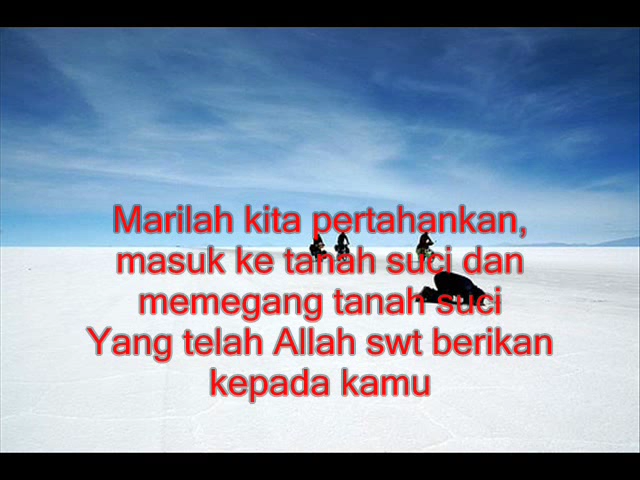 Marilah kita pertahankan,
masuk ke tanah suci dan
memegang tanah suci
Yang telah Allah swt berikan
kepada kamu